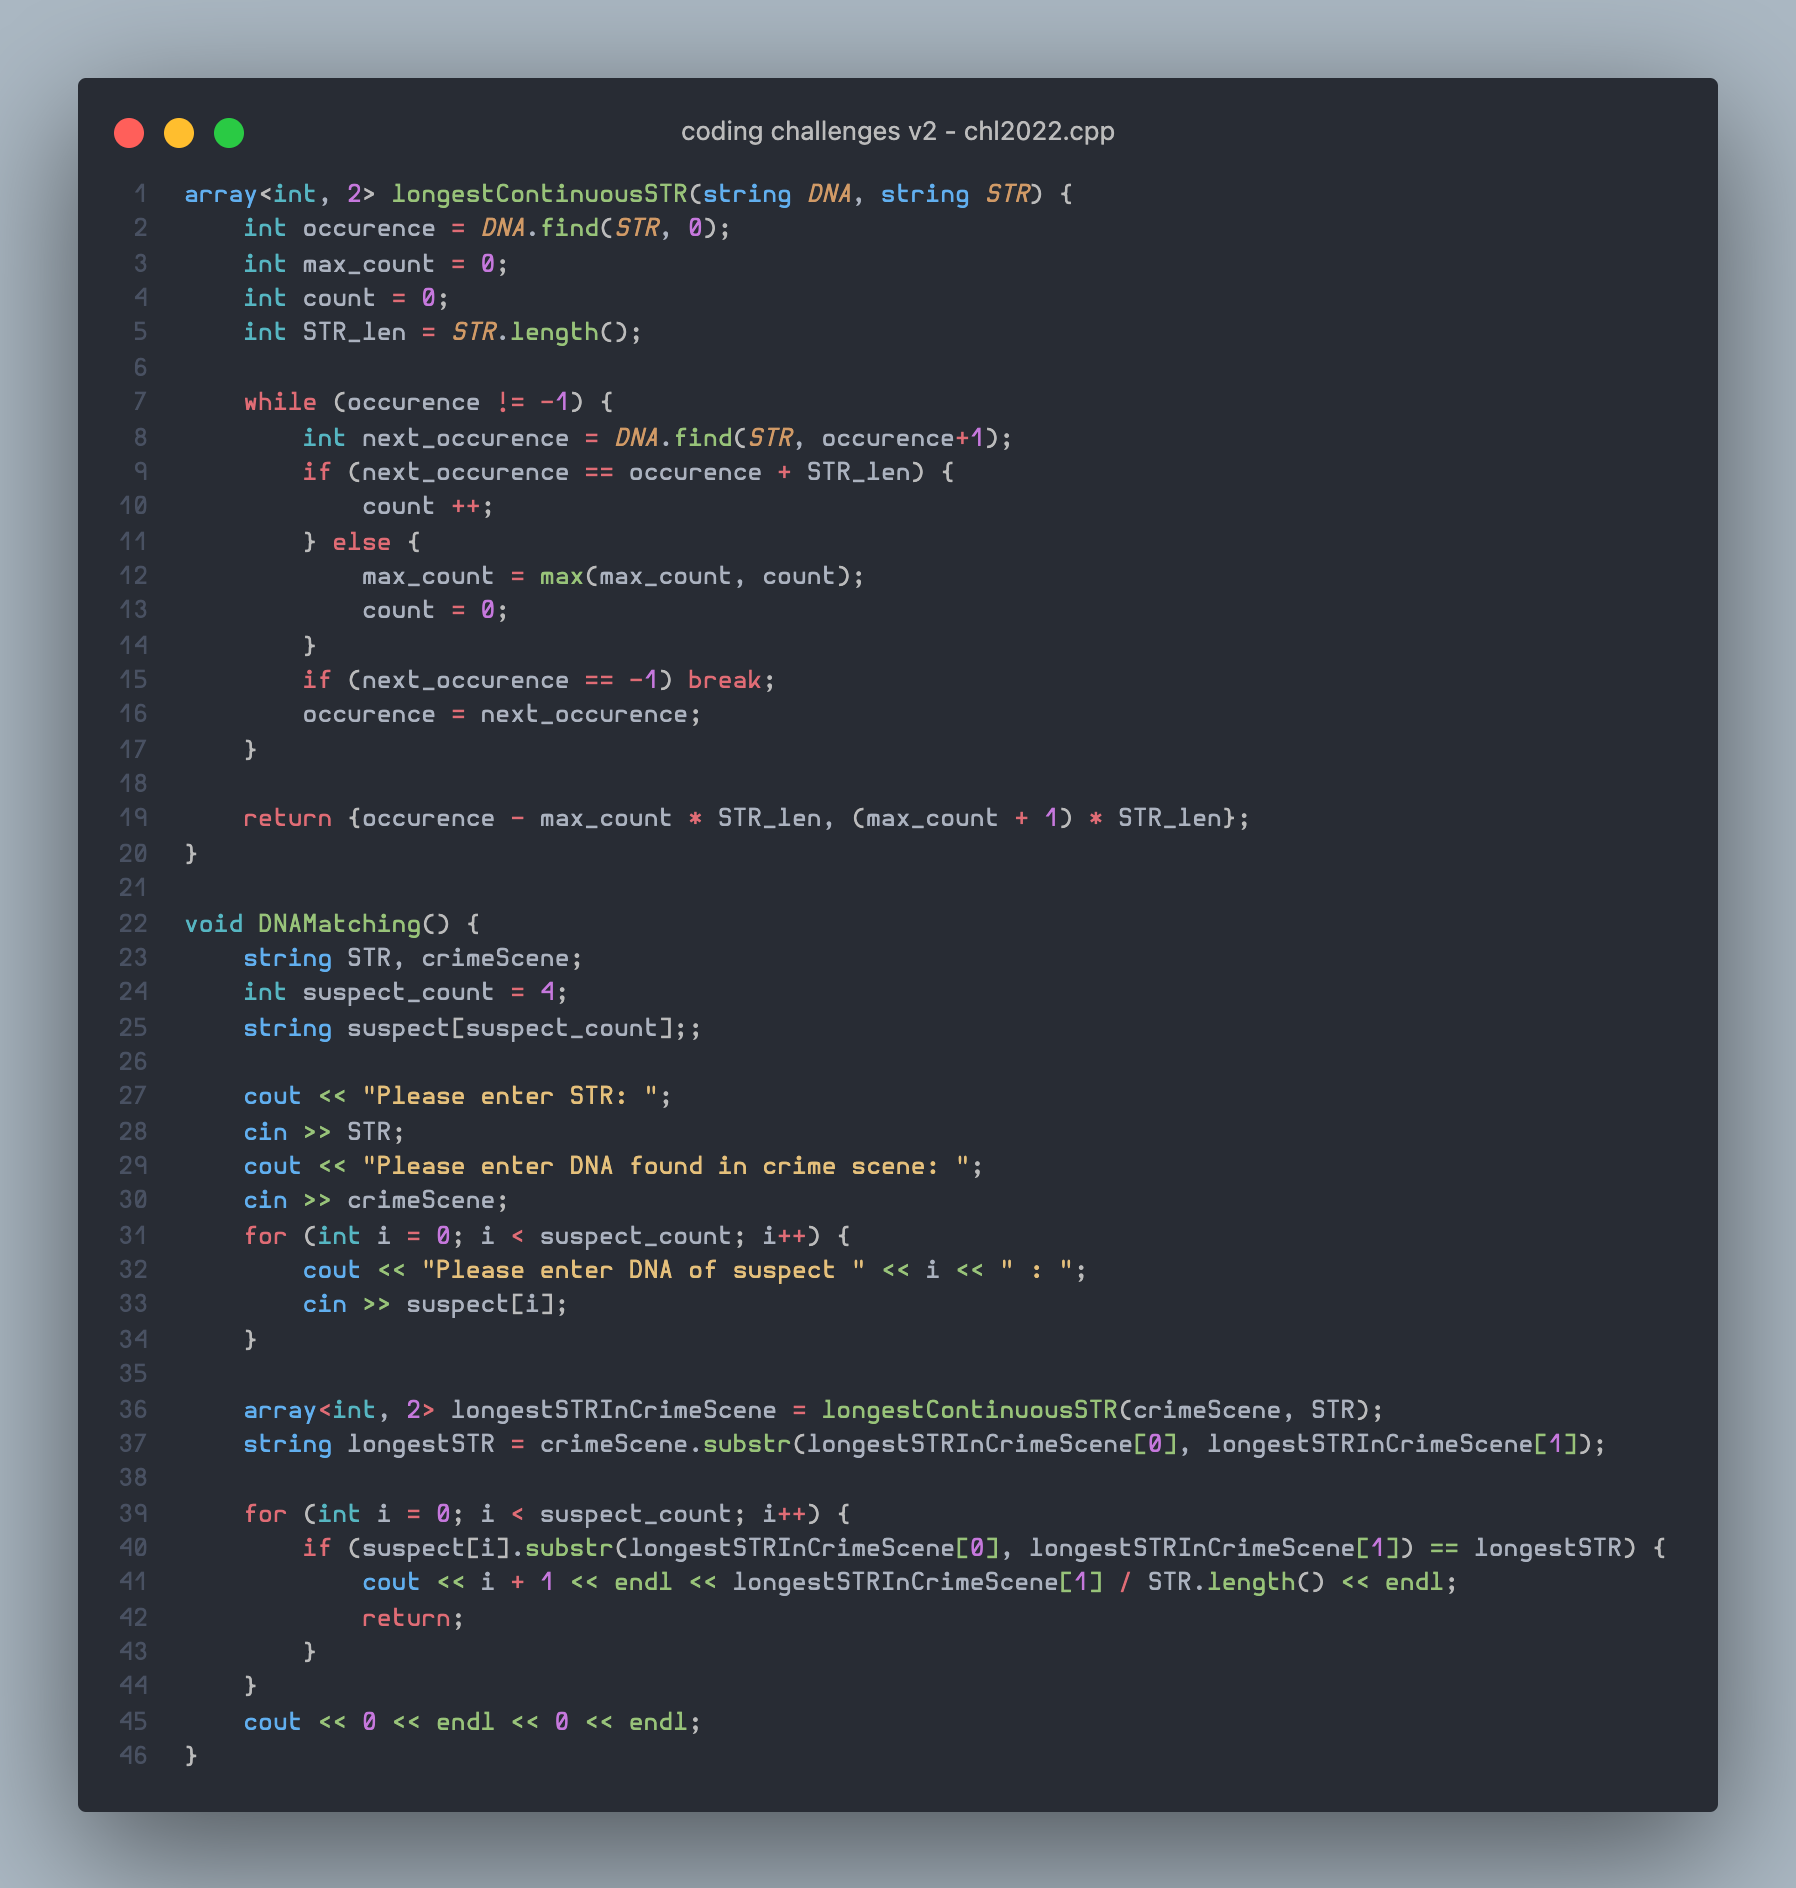 coding challenges v2 - chl2022.cpp
1 array<int, 2> longestContinuousSTR(string DNA, string STR) {
2     int occurence = DNA.find(STR, 0);
3     int max_count = 0;
4     int count = 0;
5     int STR_len = STR.length();
6
7     while (occurence != -1) {
8         int next_occurence = DNA.find(STR, occurence+1);
9         if (next_occurence == occurence + STR_len) {
10             count ++;
11         } else {
12             max_count = max(max_count, count);
13             count = 0;
14         }
15         if (next_occurence == -1) break;
16         occurence = next_occurence;
17     }
18
19     return {occurence - max_count * STR_len, (max_count + 1) * STR_len};
20 }
21
22 void DNAMatching() {
23     string STR, crimeScene;
24     int suspect_count = 4;
25     string suspect[suspect_count];;
26
27     cout << "Please enter STR: ";
28     cin >> STR;
29     cout << "Please enter DNA found in crime scene: ";
30     cin >> crimeScene;
31     for (int i = 0; i < suspect_count; i++) {
32         cout << "Please enter DNA of suspect " << i << " : ";
33         cin >> suspect[i];
34     }
35
36     array<int, 2> longestSTRInCrimeScene = longestContinuousSTR(crimeScene, STR);
37     string longestSTR = crimeScene.substr(longestSTRInCrimeScene[0], longestSTRInCrimeScene[1]);
38
39     for (int i = 0; i < suspect_count; i++) {
40         if (suspect[i].substr(longestSTRInCrimeScene[0], longestSTRInCrimeScene[1]) == longestSTR) {
41             cout << i + 1 << endl << longestSTRInCrimeScene[1] / STR.length() << endl;
42             return;
43         }
44     }
45     cout << 0 << endl << 0 << endl;
46 }